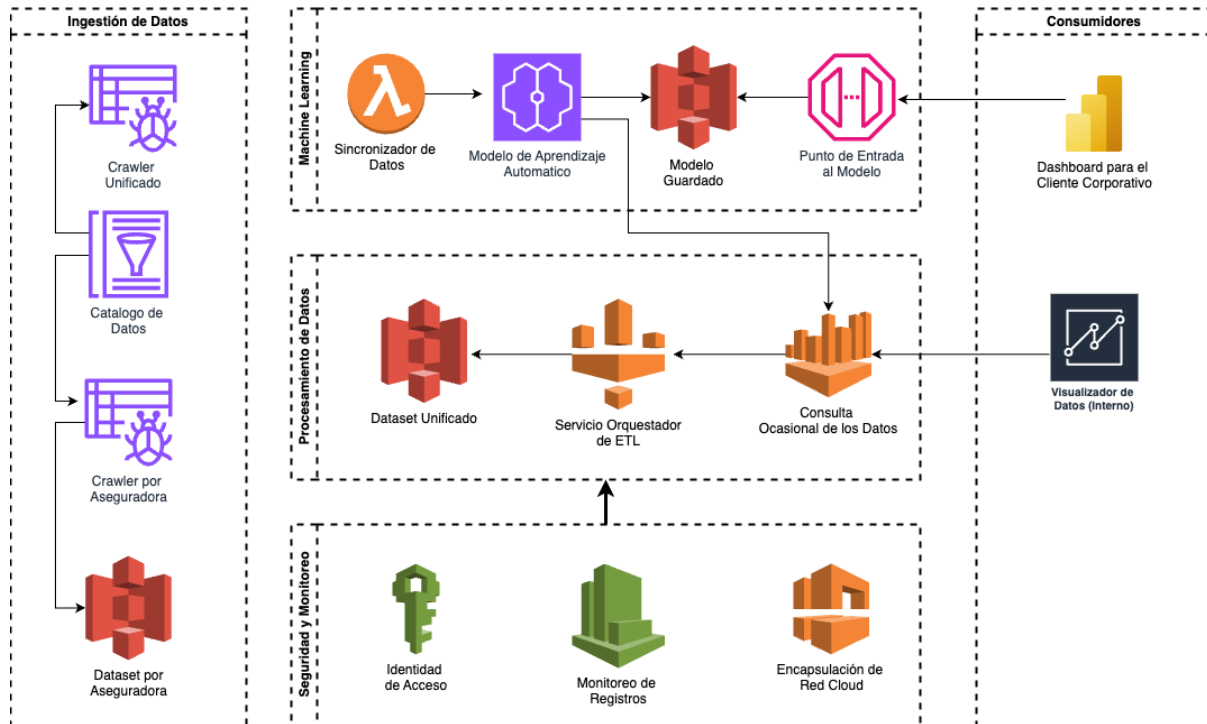 Ingestión de Datos
Crawler
Unificado
Catalogo de
Datos
Crawler por
Aseguradora
Dataset por
Aseguradora
Machine Learning
Sincronizador de
Datos
Modelo de Aprendizaje
Automatico
Modelo
Guardado
Punto de Entrada
al Modelo
Procesamiento de Datos
Dataset Unificado
Servicio Orquestador
de ETL
Consulta
Ocasional de los Datos
Seguridad y Monitoreo
Identidad
de Acceso
Monitoreo de
Registros
Encapsulación de
Red Cloud
Consumidores
Dashboard para el
Cliente Corporativo
Visualizador de
Datos (Interno)